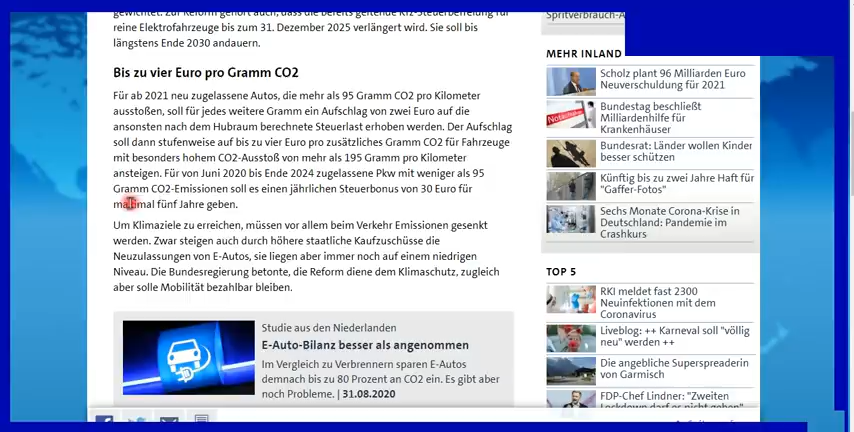 gewichtet. Zur Reform gehört auch, dass die bereits geltende Kfz-Steuerbefreiung für
reine Elektrofahrzeuge bis zum 31. Dezember 2025 verlängert wird. Sie soll bis
längstens Ende 2030 andauern.
Bis zu vier Euro pro Gramm CO2
Für ab 2021 neu zugelassene Autos, die mehr als 95 Gramm CO2 pro Kilometer
ausstoßen, soll für jedes weitere Gramm ein Aufschlag von zwei Euro auf die
ansonsten nach dem Hubraum berechnete Steuerlast erhoben werden. Der Aufschlag
soll dann stufenweise auf bis zu vier Euro pro zusätzliches Gramm CO2 für Fahrzeuge
mit besonders hohem CO2-Ausstoß von mehr als 195 Gramm pro Kilometer
ansteigen. Für von Juni 2020 bis Ende 2024 zugelassene Pkw mit weniger als 95
Gramm CO2-Emissionen soll es einen jährlichen Steuerbonus von 30 Euro für
maximal fünf Jahre geben.
Um Klimaziele zu erreichen, müssen vor allem beim Verkehr Emissionen gesenkt
werden. Zwar steigen auch durch höhere staatliche Kaufzuschüsse die
Neuzulassungen von E-Autos, sie liegen aber immer noch auf einem niedrigen
Niveau. Die Bundesregierung betonte, die Reform diene dem Klimaschutz, zugleich
aber solle Mobilität bezahlbar bleiben.
Studie aus den Niederlanden
E-Auto-Bilanz besser als angenommen
Im Vergleich zu Verbrennern sparen E-Autos
demnach bis zu 80 Prozent an CO2 ein. Es gibt aber
noch Probleme. | 31.08.2020
Spritverbrauch-A
MEHR INLAND
Scholz plant 96 Milliarden Euro
Neuverschuldung für 2021
Bundestag beschließt
Milliardenhilfe für
Krankenhäuser
Bundesrat: Länder wollen Kinder
besser schützen
Künftig bis zu zwei Jahre Haft für
"Gaffer-Fotos"
Sechs Monate Corona-Krise in
Deutschland: Pandemie im
Crashkurs
TOP 5
RKI meldet fast 2300
Neuinfektionen mit dem
Coronavirus
Liveblog: ++ Karneval soll "völlig
neu" werden ++
Die angebliche Superspreaderin
von Garmisch
FDP-Chef Lindner: "Zweiten
Lockdown darf es nicht geben"